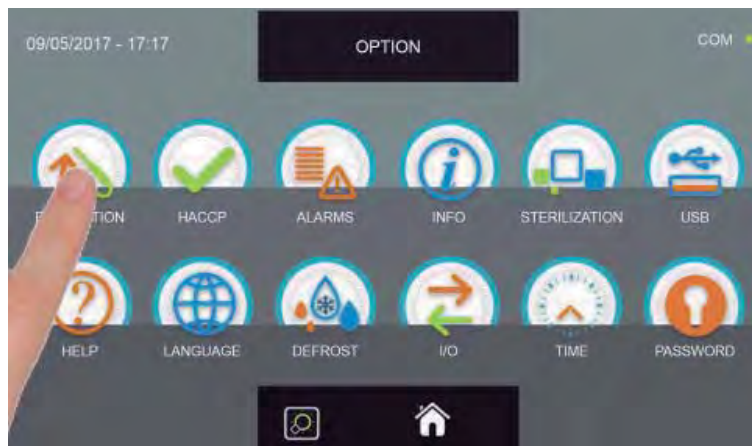 09/05/2017 - 17:17
OPTION
COM
HACCP
ALARMS
INFO
STERILIZATION
USB
HELP
LANGUAGE
DEFROST
I/O
TIME
PASSWORD